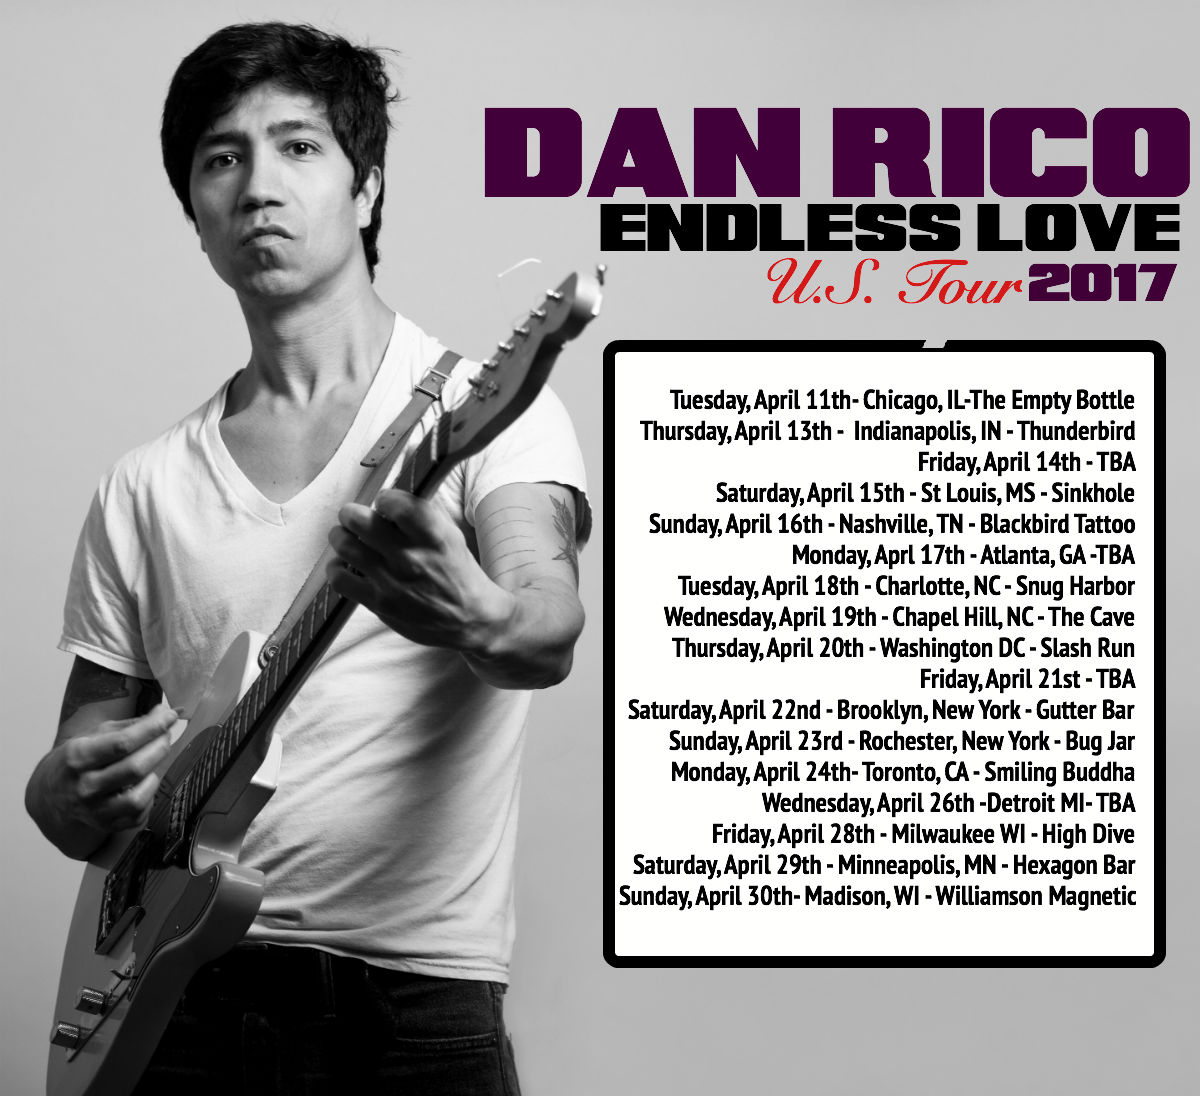 DAN RICO
ENDLESS LOVE
U.S. Tour 2017
Tuesday, April 11th- Chicago, IL-The Empty Bottle
Thursday, April 13th - Indianapolis, IN - Thunderbird
Friday, April 14th - TBA
Saturday, April 15th - St Louis, MS - Sinkhole
Sunday, April 16th - Nashville, TN - Blackbird Tattoo
Monday, Aprl 17th - Atlanta, GA -TBA
Tuesday, April 18th - Charlotte, NC - Snug Harbor
Wednesday, April 19th - Chapel Hill, NC - The Cave
Thursday, April 20th - Washington DC - Slash Run
Friday, April 21st - TBA
Saturday, April 22nd - Brooklyn, New York - Gutter Bar
Sunday, April 23rd - Rochester, New York - Bug Jar
Monday, April 24th- Toronto, CA - Smiling Buddha
Wednesday, April 26th -Detroit MI- TBA
Friday, April 28th - Milwaukee WI - High Dive
Saturday, April 29th - Minneapolis, MN - Hexagon Bar
Sunday, April 30th- Madison, WI - Williamson Magnetic